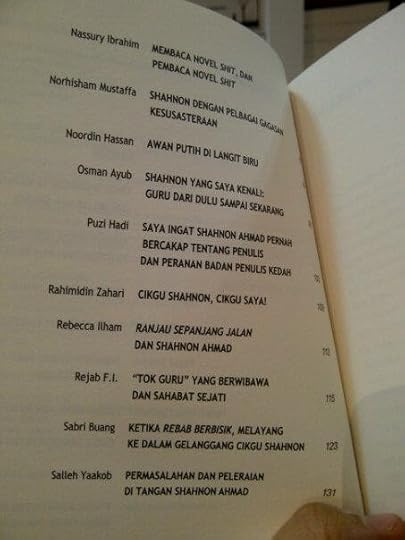 Nassury Ibrahim MEMBACA NOVEL SHIT, DAN
PEMBACA NOVEL SHIT
Norhisham Mustaffa SHAHNON DENGAN PELBAGAI GAGASAN
KESUSASTERAAN
Noordin Hassan AWAN PUTIH DI LANGIT BIRU
Osman Ayub SHAHNON YANG SAYA KENALI:
GURU DARI DULU SAMPAI SEKARANG
Puzi Hadi SAYA INGAT SHAHNON AHMAD PERNAH
BERCAKAP TENTANG PENULIS
DAN PERANAN BADAN PENULIS KEDAH
Rahimidin Zahari CIKGU SHAHNON, CIKGU SAYA!
Rebecca Ilham RANJAU SEPANJANG JALAN
DAN SHAHNON AHMAD 112
Rejab F.I. "TOK GURU" YANG BERWIBAWA
DAN SAHABAT SEJATI 115
Sabri Buang KETIKA REBAB BERBISIK, MELAYANG
KE DALAM GELANGGANG CIKGU SHAHNON 123
Salleh Yaakob PERMASALAHAN DAN PELERAIAN
DI TANGAN SHAHNON AHMAD 131